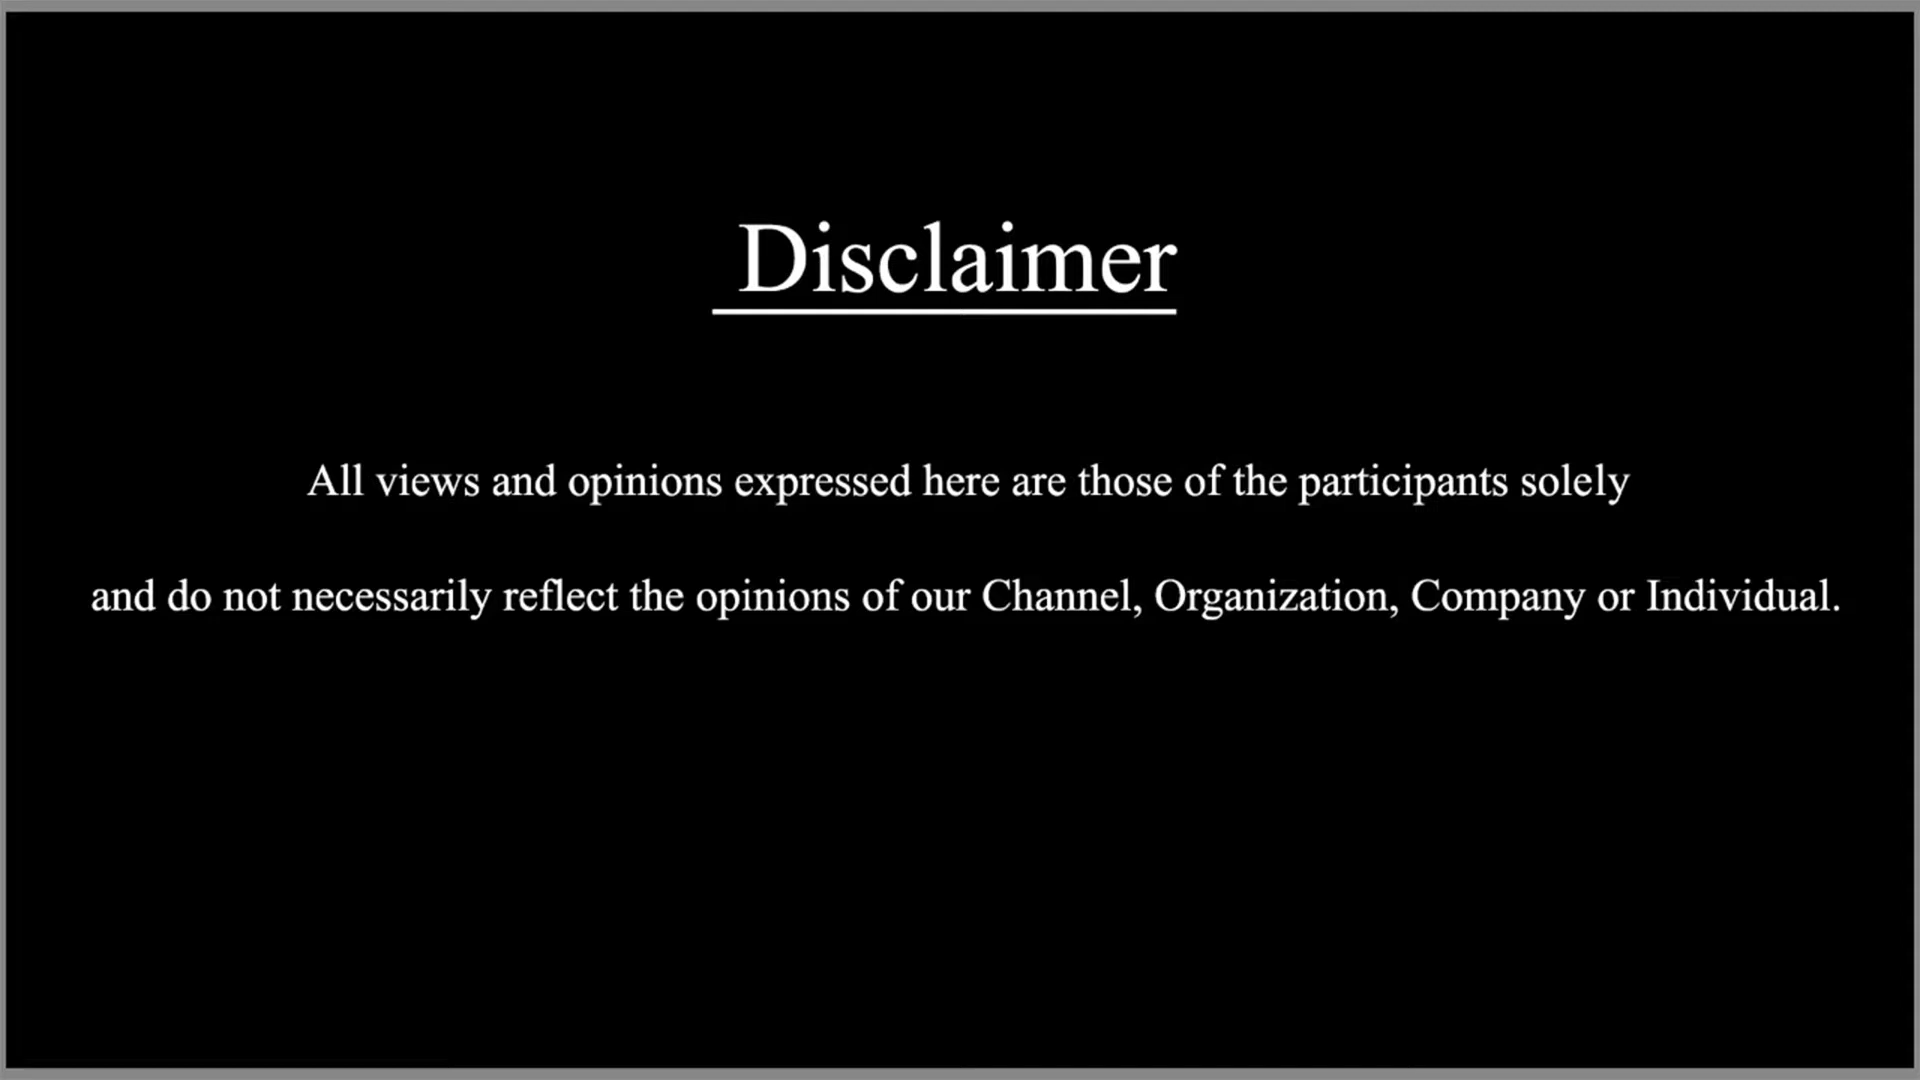 Disclaimer
All views and opinions expressed here are those of the participants solely
and do not necessarily reflect the opinions of our Channel, Organization, Company or Individual.